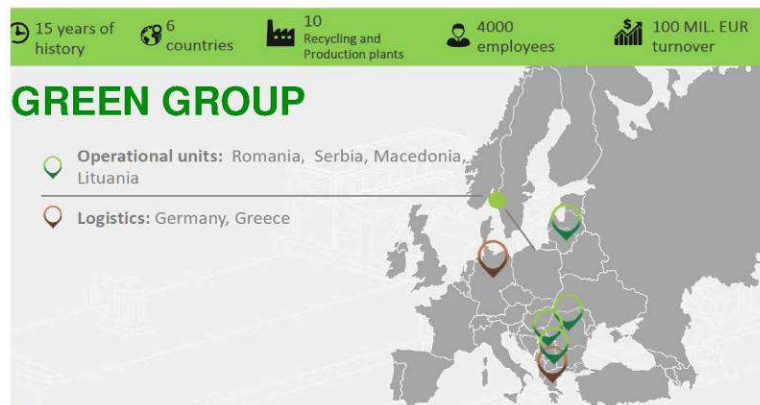 15 years of
history
6
countries
10
Recycling and
Production plants
4000
employees
100 MIL. EUR
turnover
GREEN GROUP
Operational units: Romania, Serbia, Macedonia,
Lituania
Logistics: Germany, Greece